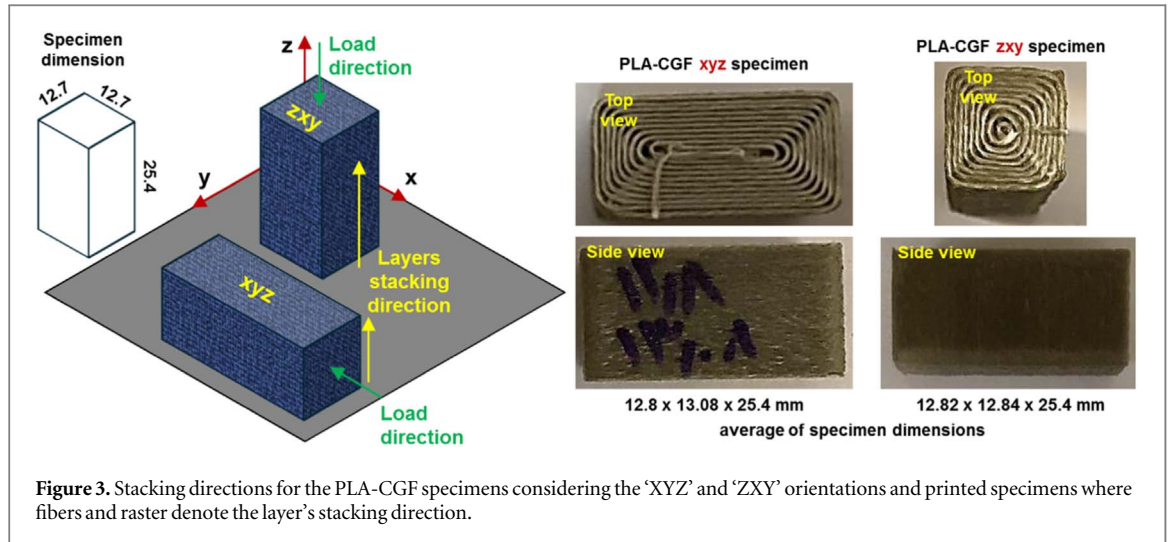 Specimen
dimension
12.7
12.7
25.4
z
Load
direction
zxy
y
x
Layers
stacking
direction
xyz
Load
direction
PLA-CGF xyz specimen
Top
view
Side view
12.8 x 13.08 x 25.4 mm
PLA-CGF zxy specimen
Top
view
Side view
12.82 x 12.84 x 25.4 mm
average of specimen dimensions
Figure 3. Stacking directions for the PLA-CGF specimens considering the ‘XYZ’ and ‘ZXY’ orientations and printed specimens where
fibers and raster denote the layer’s stacking direction.